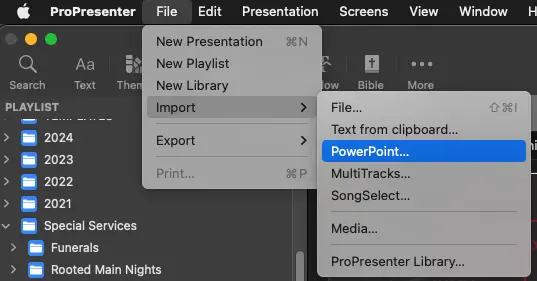 ProPresenter File Edit Presentation Screens View Window
New Presentation ⌘N
New Playlist
New Library
Import
Export
Print... ⌘P
File... ⇧⌘I
Text from clipboard...
PowerPoint...
MultiTracks...
SongSelect...
Media...
ProPresenter Library...
Search Text Bible More
PLAYLIST
2024
2023
2022
2021
Special Services
Funerals
Rooted Main Nights